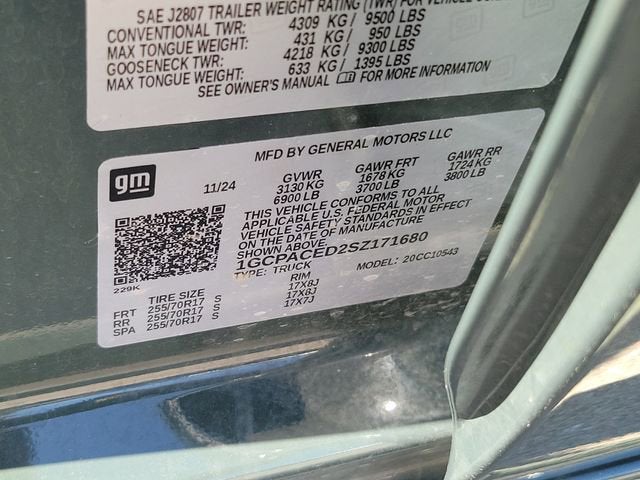 SAE J2807 TRAILER WEIGHT RATING (TWR) FOR VEHICLE
CONVENTIONAL TWR: 4309 KG / 9500 LBS
MAX TONGUE WEIGHT: 431 KG / 950 LBS
GOOSENECK TWR: 4218 KG / 9300 LBS
MAX TONGUE WEIGHT: 633 KG / 1395 LBS
SEE OWNER'S MANUAL FOR MORE INFORMATION
MFD BY GENERAL MOTORS LLC
gm
11/24
GVWR GAWR FRT GAWR RR
3130 KG 1678 KG 1724 KG
6900 LB 3700 LB 3800 LB
THIS VEHICLE CONFORMS TO ALL
APPLICABLE U.S. FEDERAL MOTOR
VEHICLE SAFETY STANDARDS IN EFFECT
ON THE DATE OF MANUFACTURE
SHOWN ABOVE.
1GCPACED2SZ171680
TYPE: TRUCK MODEL: 20CC10543
229K
TIRE SIZE RIM
FRT 255/70R17 S 17X8J
RR 255/70R17 S 17X8J
SPA 255/70R17 S 17X7J